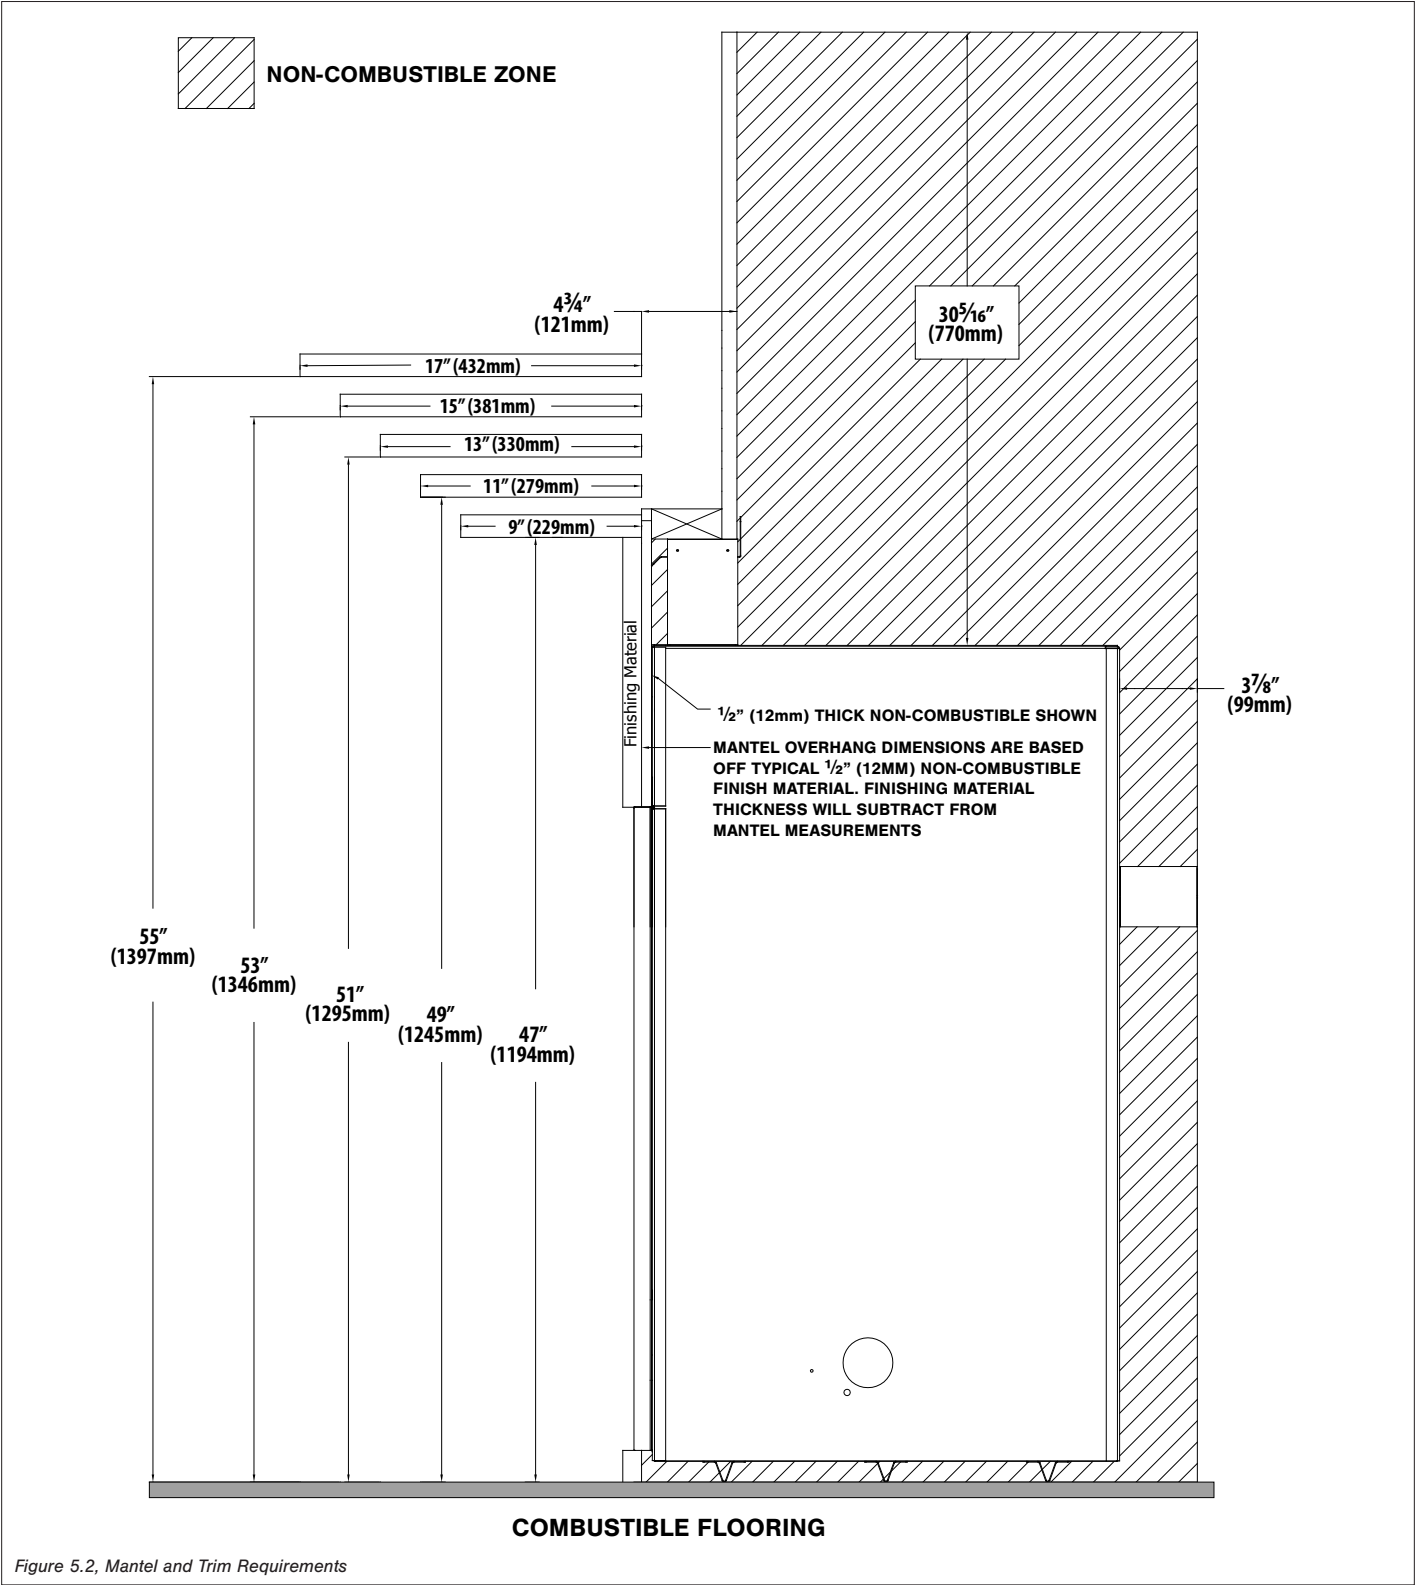 NON-COMBUSTIBLE ZONE
4¾″
(121mm)
30⁵⁄₁₆″
(770mm)
17″ (432mm)
15″ (381mm)
13″ (330mm)
11″ (279mm)
9″ (229mm)
Finishing Material
3⅞″
(99mm)
½” (12mm) THICK NON-COMBUSTIBLE SHOWN
MANTEL OVERHANG DIMENSIONS ARE BASED
OFF TYPICAL ½” (12MM) NON-COMBUSTIBLE
FINISH MATERIAL. FINISHING MATERIAL
THICKNESS WILL SUBTRACT FROM
MANTEL MEASUREMENTS
55″
(1397mm)
53″
(1346mm)
51″
(1295mm)
49″
(1245mm)
47″
(1194mm)
COMBUSTIBLE FLOORING
Figure 5.2, Mantel and Trim Requirements